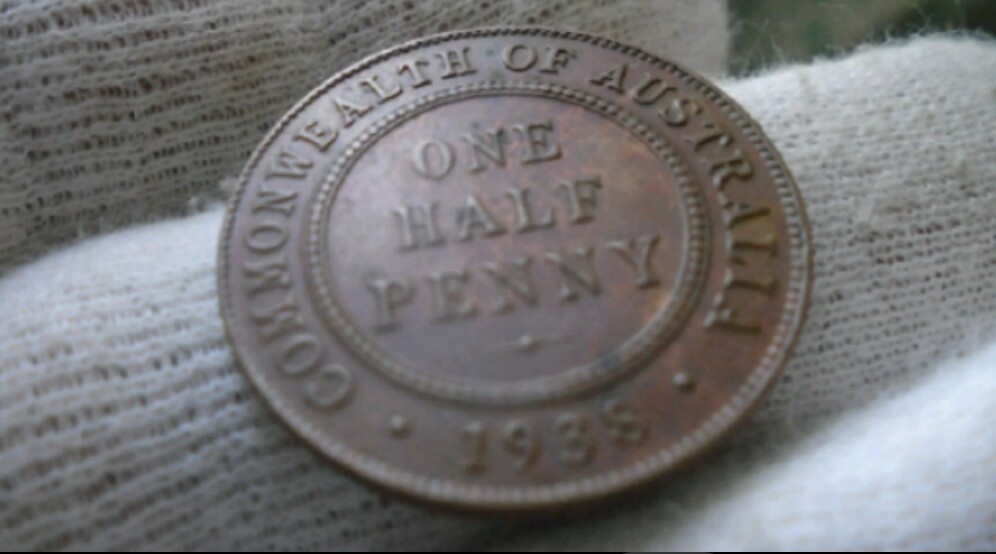 COMMONWEALTH OF AUSTRALIA
ONE
HALF
PENNY
1938